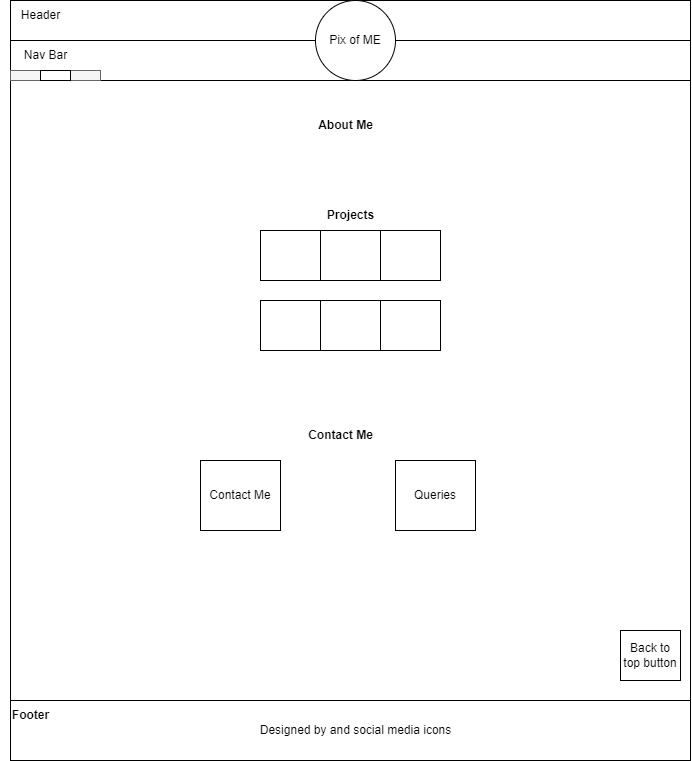 Header
Pix of ME
Nav Bar
About Me
Projects
Contact Me
Contact Me
Queries
Back to
top button
Footer
Designed by and social media icons